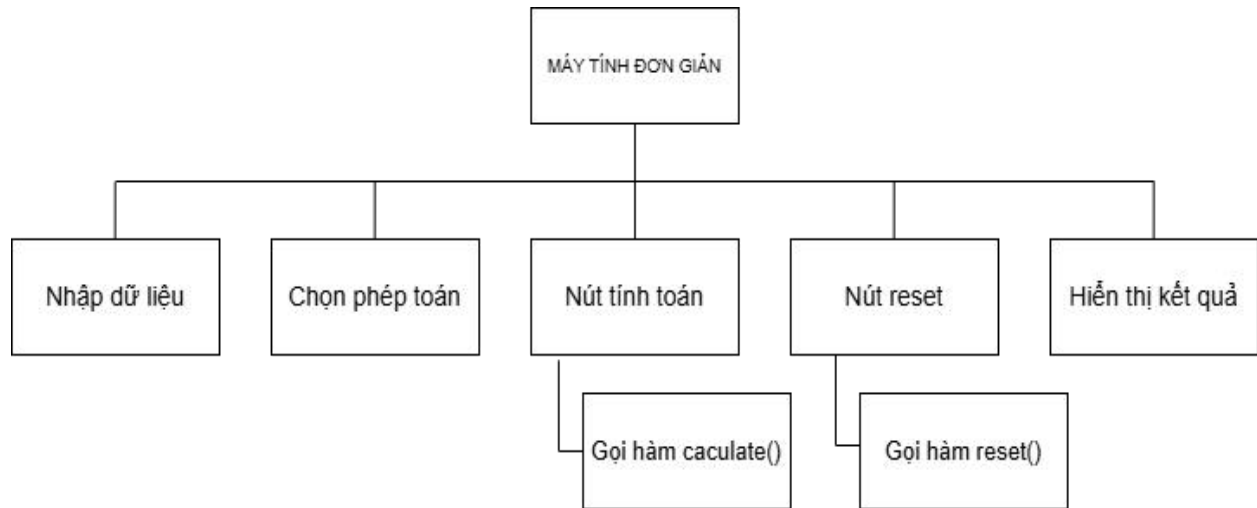 MÁY TÍNH ĐƠN GIẢN
Nhập dữ liệu
Chọn phép toán
Nút tính toán
Nút reset
Hiển thị kết quả
Gọi hàm caculate()
Gọi hàm reset()